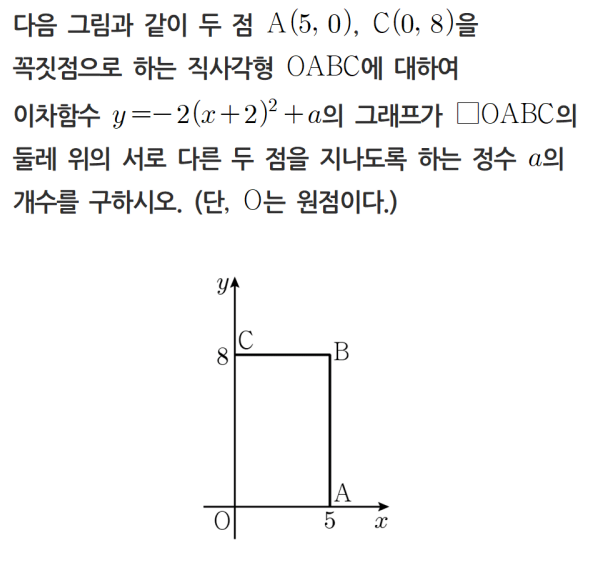 다음 그림과 같이 두 점 A(5, 0), C(0, 8)을
꼭짓점으로 하는 직사각형 OABC에 대하여
이차함수 y=-2(x+2)²+a의 그래프가 □OABC의
둘레 위의 서로 다른 두 점을 지나도록 하는 정수 a의
개수를 구하시오. (단, O는 원점이다.)
y
C
8
B
A
O
5
x